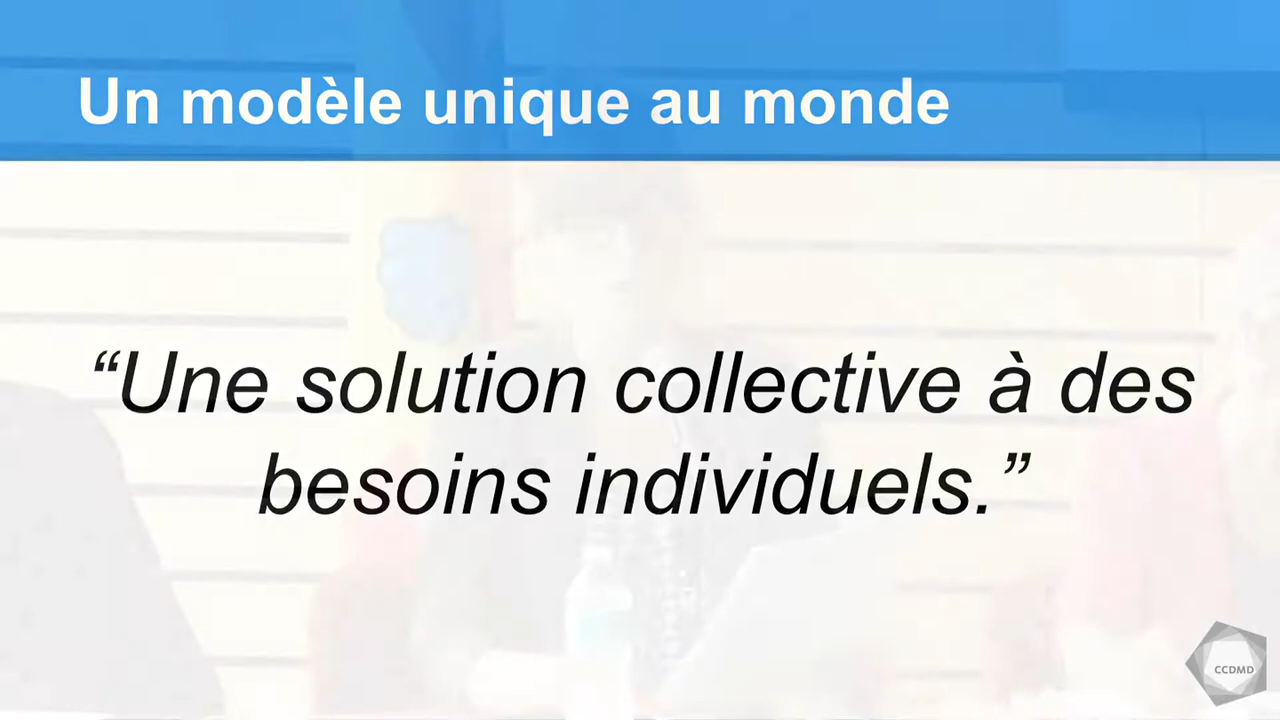 Un modèle unique au monde
“Une solution collective à des
besoins individuels.”
CCDMD